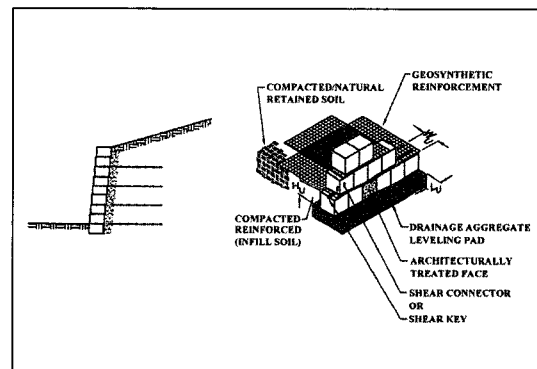 GEOSYNTHETIC
REINFORCEMENT
COMPACTED/NATURAL
RETAINED SOIL
COMPACTED
REINFORCED
(INFILL SOIL)
DRAINAGE AGGREGATE
LEVELING PAD
ARCHITECTURALLY
TREATED FACE
SHEAR CONNECTOR
OR
SHEAR KEY